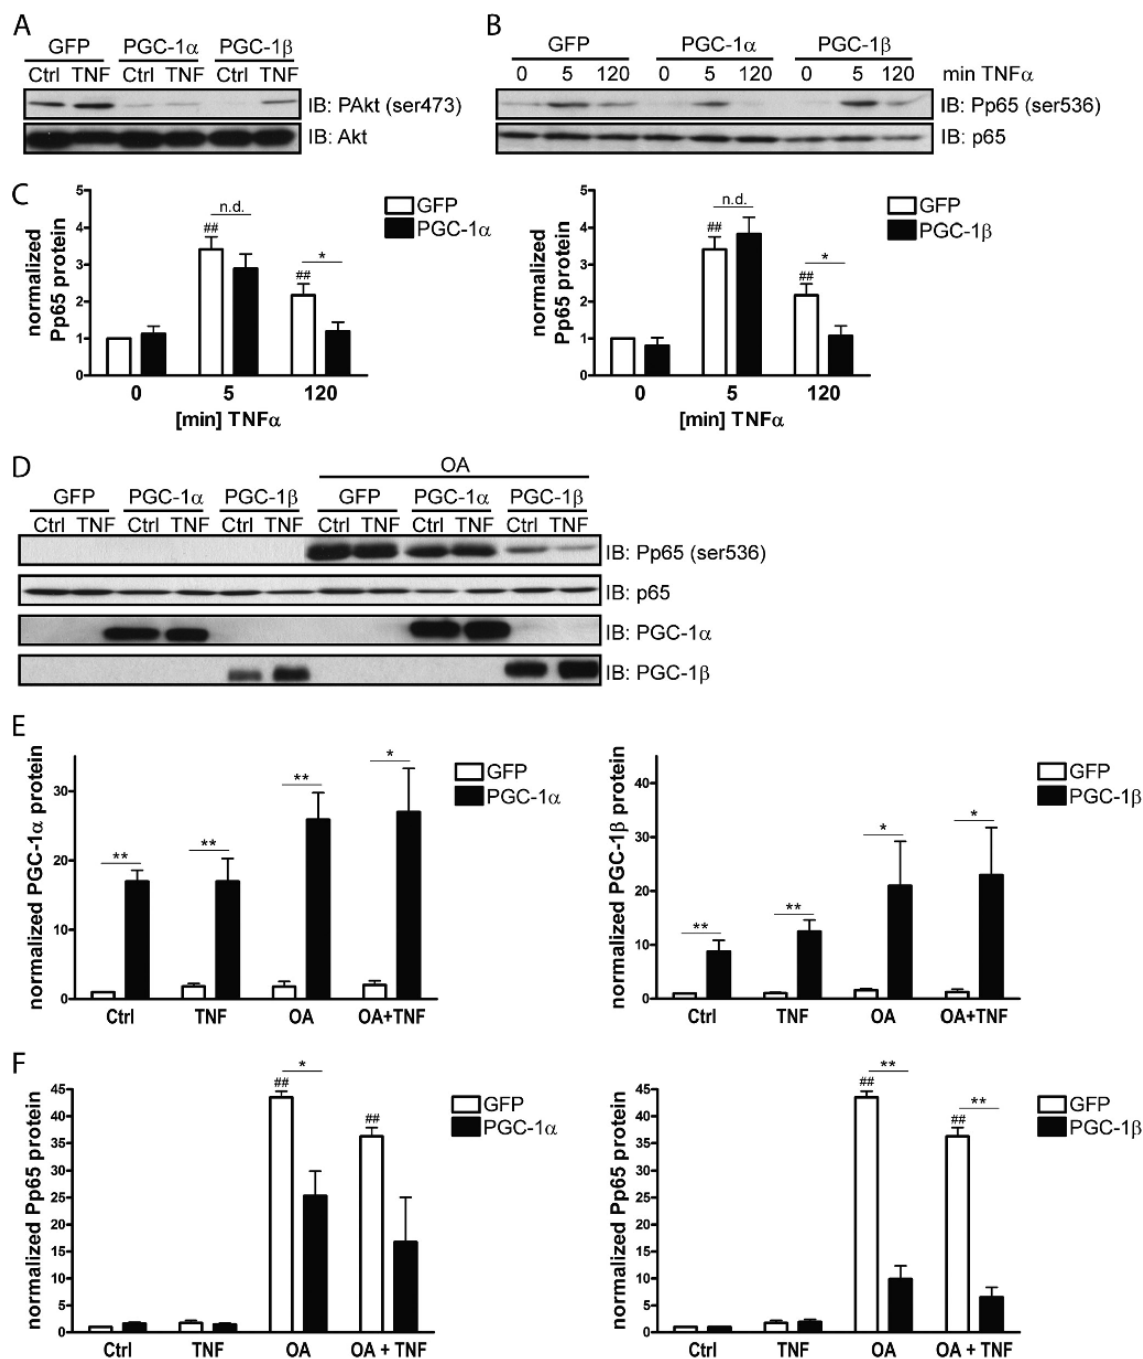 A
GFP PGC-1α PGC-1β
Ctrl TNF Ctrl TNF Ctrl TNF
IB: PAkt (ser473)
IB: Akt
B
GFP PGC-1α PGC-1β
0 5 120 0 5 120 0 5 120 min TNFα
IB: Pp65 (ser536)
IB: p65
C
normalized
Pp65 protein
5
4
3
2
1
0
## n.d.
## *
GFP
PGC-1α
0 5 120
[min] TNFα
normalized
Pp65 protein
5
4
3
2
1
0
## n.d.
## *
GFP
PGC-1β
0 5 120
[min] TNFα
D
OA
GFP PGC-1α PGC-1β GFP PGC-1α PGC-1β
Ctrl TNF Ctrl TNF Ctrl TNF Ctrl TNF Ctrl TNF Ctrl TNF
IB: Pp65 (ser536)
IB: p65
IB: PGC-1α
IB: PGC-1β
E
normalized PGC-1α protein
30
20
10
0
** ** ** *
GFP
PGC-1α
Ctrl TNF OA OA+TNF
normalized PGC-1β protein
40
30
20
10
0
** ** * *
GFP
PGC-1β
Ctrl TNF OA OA+TNF
F
normalized Pp65 protein
45
40
35
30
25
20
15
10
5
0
## *
##
GFP
PGC-1α
Ctrl TNF OA OA + TNF
normalized Pp65 protein
45
40
35
30
25
20
15
10
5
0
## **
## **
GFP
PGC-1β
Ctrl TNF OA OA + TNF